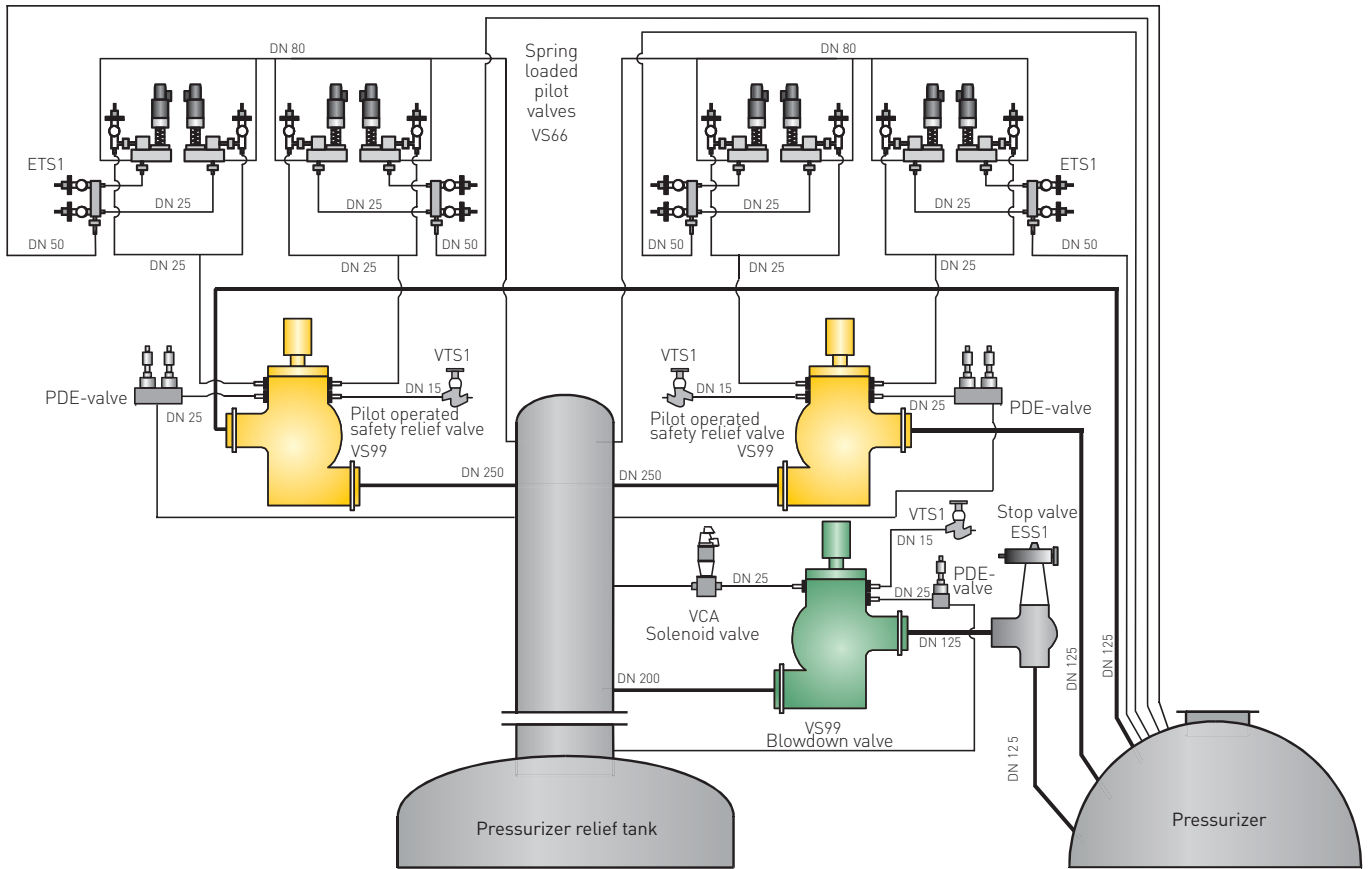 DN 80
Spring
loaded
pilot
valves
VS66
DN 80
ETS1
ETS1
DN 25
DN 25
DN 25
DN 25
DN 50
DN 50
DN 50
DN 50
DN 25
DN 25
DN 25
DN 25
VTS1
VTS1
PDE-valve
DN 15
DN 15
DN 25
DN 25
PDE-valve
Pilot operated
safety relief valve
VS99
Pilot operated
safety relief valve
VS99
DN 250
DN 250
VTS1
Stop valve
ESS1
DN 15
DN 25
DN 25
PDE-
valve
VCA
Solenoid valve
DN 125
DN 125
DN 125
DN 200
VS99
Blowdown valve
DN 125
Pressurizer relief tank
Pressurizer